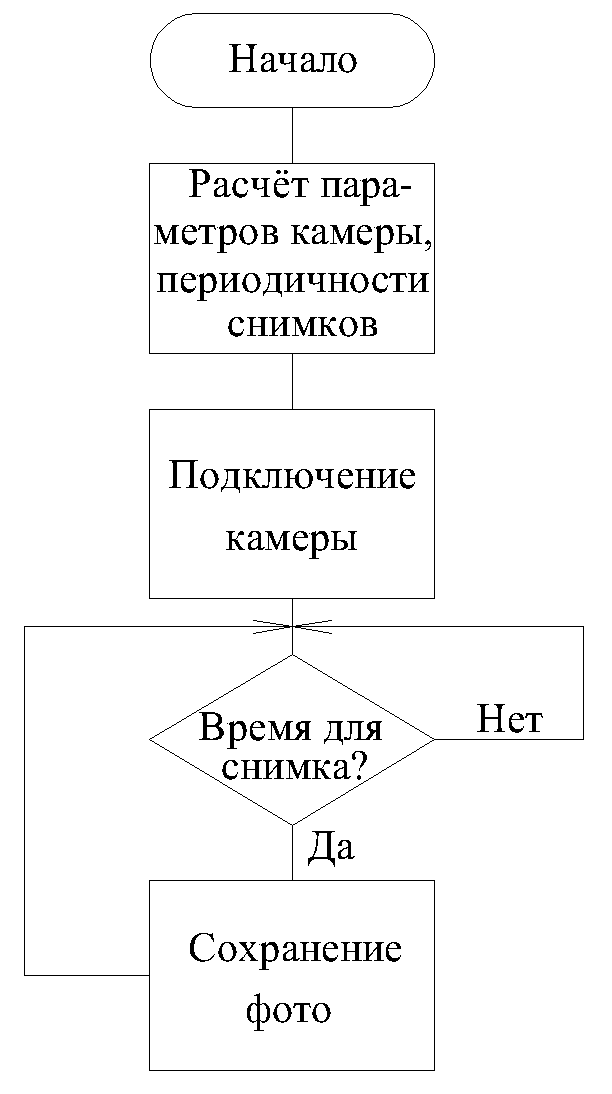 Начало
Расчёт пара-
метров камеры,
периодичности
снимков
Подключение
камеры
Время для
снимка?
Нет
Да
Сохранение
фото